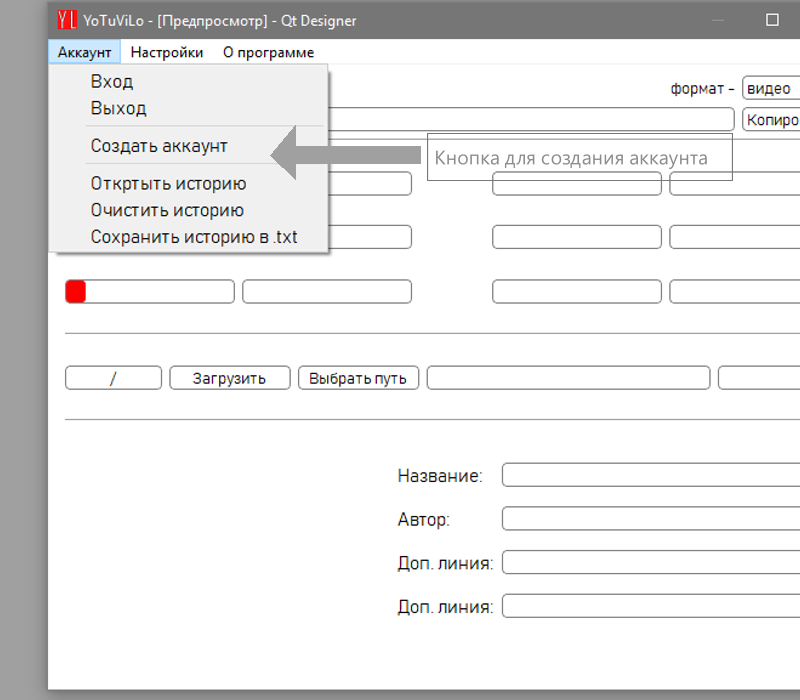 YL YoTuViLo - [Предпросмотр] - Qt Designer
Аккаунт Настройки О программе
Вход
формат - видео
Выход
Копиро
Создать аккаунт
Кнопка для создания аккаунта
Откртыть историю
Очистить историю
Сохранить историю в .txt
/ Загрузить Выбрать путь
Название:
Автор:
Доп. линия:
Доп. линия: